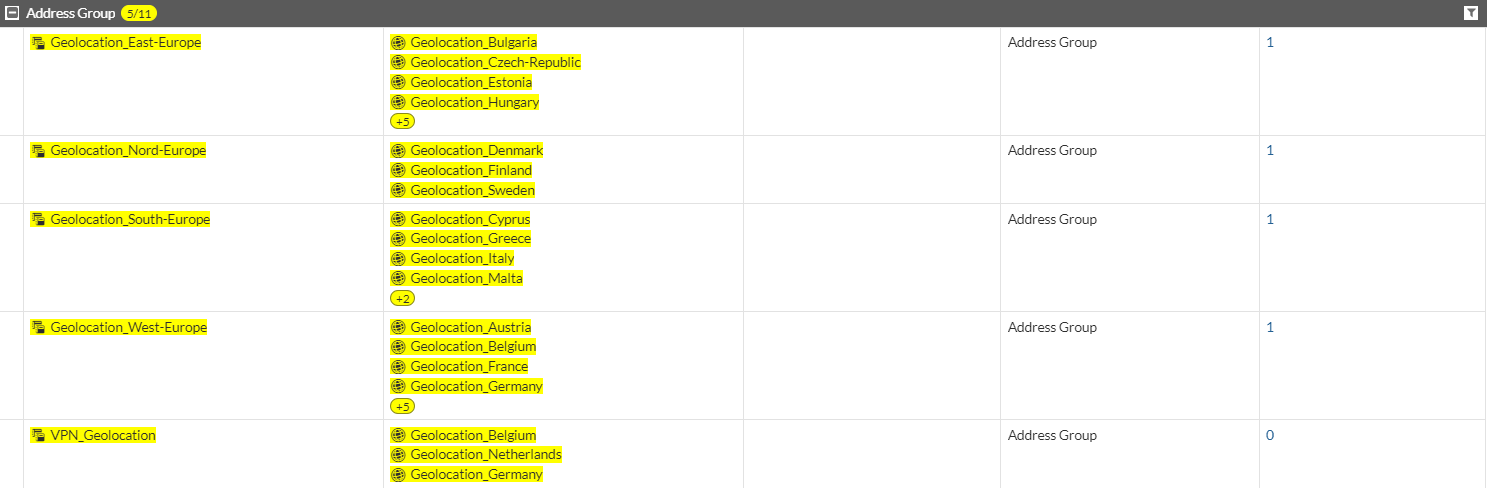 Address Group 5/11
Geolocation_East-Europe Geolocation_Bulgaria Address Group 1
Geolocation_Czech-Republic
Geolocation_Estonia
Geolocation_Hungary
+5
Geolocation_Nord-Europe Geolocation_Denmark Address Group 1
Geolocation_Finland
Geolocation_Sweden
Geolocation_South-Europe Geolocation_Cyprus Address Group 1
Geolocation_Greece
Geolocation_Italy
Geolocation_Malta
+2
Geolocation_West-Europe Geolocation_Austria Address Group 1
Geolocation_Belgium
Geolocation_France
Geolocation_Germany
+5
VPN_Geolocation Geolocation_Belgium Address Group 0
Geolocation_Netherlands
Geolocation_Germany